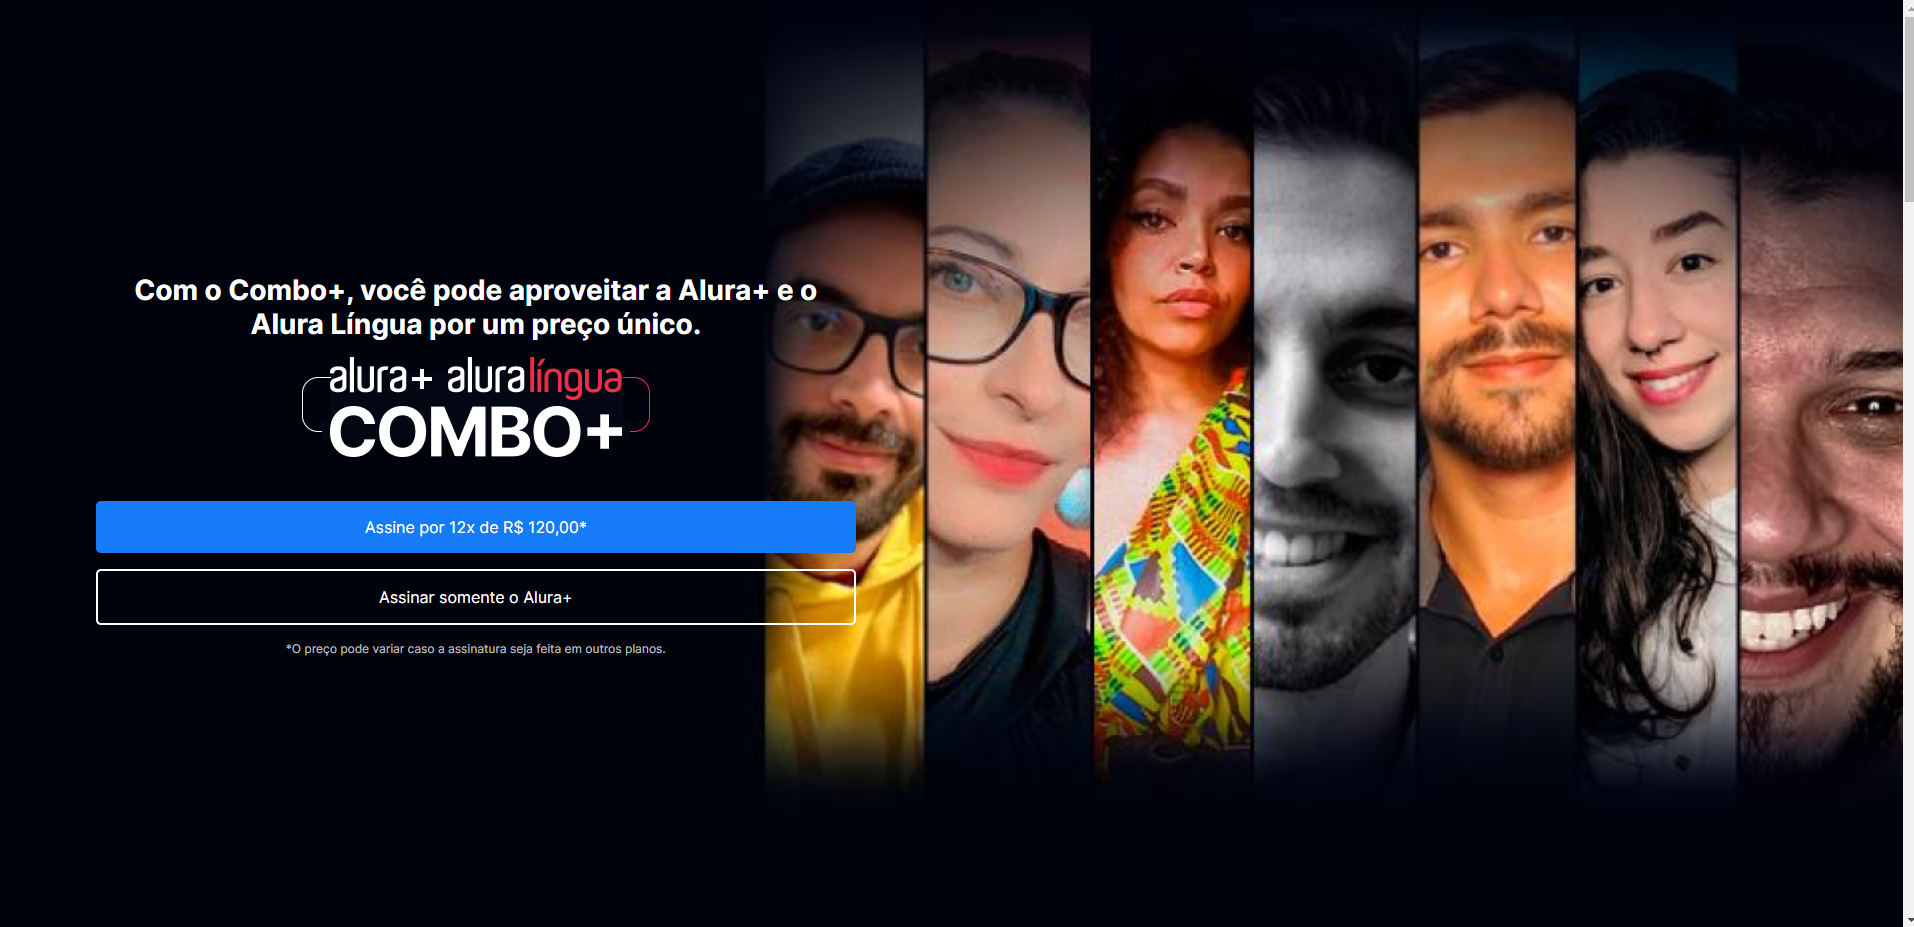 Com o Combo+, você pode aproveitar a Alura+ e o
Alura Língua por um preço único.
alura+ aluralíngua
COMBO+
Assine por 12x de R$ 120,00*
Assinar somente o Alura+
*O preço pode variar caso a assinatura seja feita em outros planos.